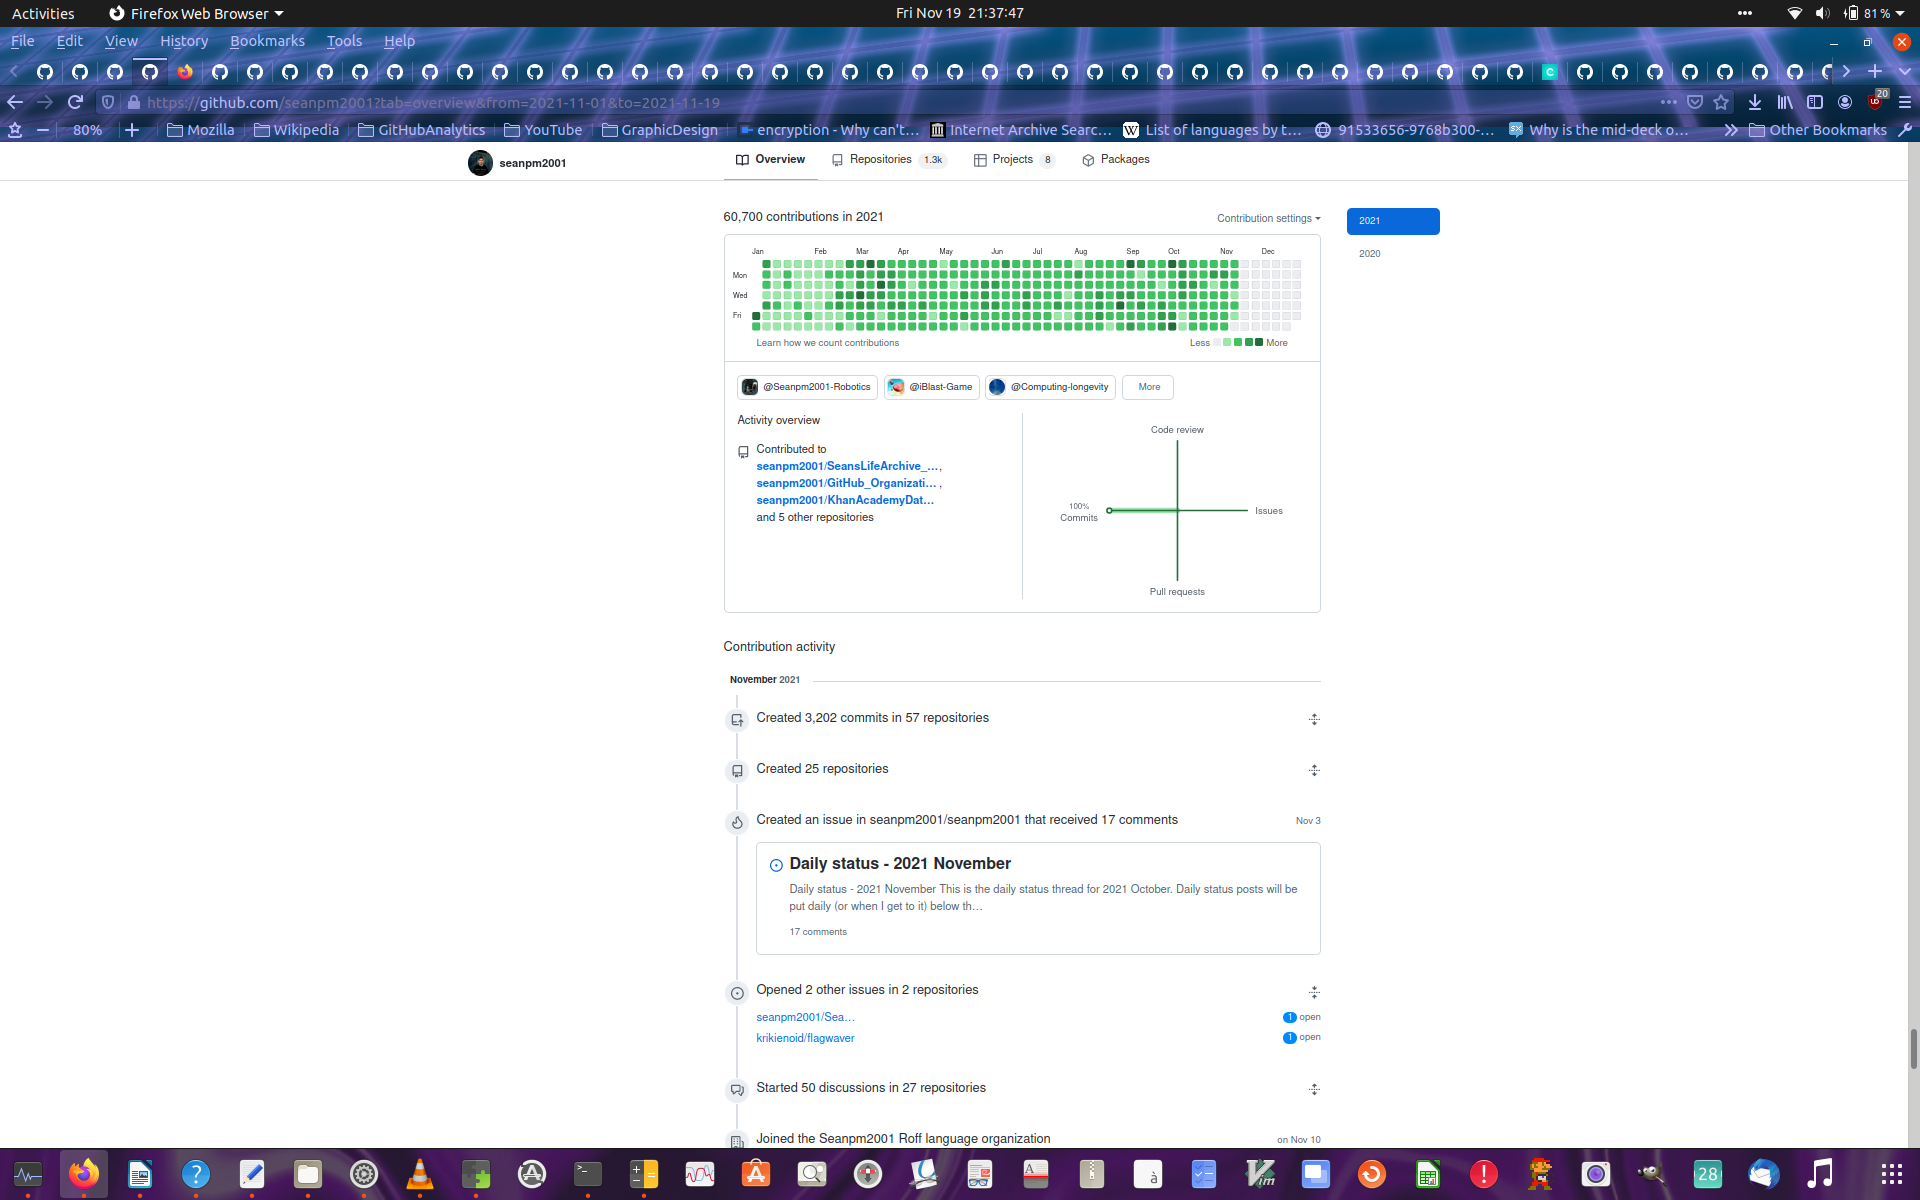 Activities Firefox Web Browser Fri Nov 19 21:37:47 81 %
File Edit View History Bookmarks Tools Help
https://github.com/seanpm2001?tab=overview&from=2021-11-01&to=2021-11-19 20
80% Mozilla Wikipedia GitHubAnalytics YouTube GraphicDesign encryption - Why can't… Internet Archive Searc… List of languages by t… 91533656-9768b300-… Why is the mid-deck o… Other Bookmarks
seanpm2001 Overview Repositories 1.3k Projects 8 Packages
60,700 contributions in 2021 Contribution settings 2021
2020
Jan Feb Mar Apr May Jun Jul Aug Sep Oct Nov Dec
Mon
Wed
Fri
Learn how we count contributions Less More
@Seanpm2001-Robotics @iBlast-Game @Computing-longevity More
Activity overview
Contributed to
seanpm2001/SeansLifeArchive_…,
seanpm2001/GitHub_Organizati… ,
seanpm2001/KhanAcademyDat…
and 5 other repositories
Code review
100%
Commits
Issues
Pull requests
Contribution activity
November 2021
Created 3,202 commits in 57 repositories
Created 25 repositories
Created an issue in seanpm2001/seanpm2001 that received 17 comments Nov 3
Daily status - 2021 November
Daily status - 2021 November This is the daily status thread for 2021 October. Daily status posts will be
put daily (or when I get to it) below th…
17 comments
Opened 2 other issues in 2 repositories
seanpm2001/Sea… 1 open
krikienoid/flagwaver 1 open
Started 50 discussions in 27 repositories
Joined the Seanpm2001 Roff language organization on Nov 10
28